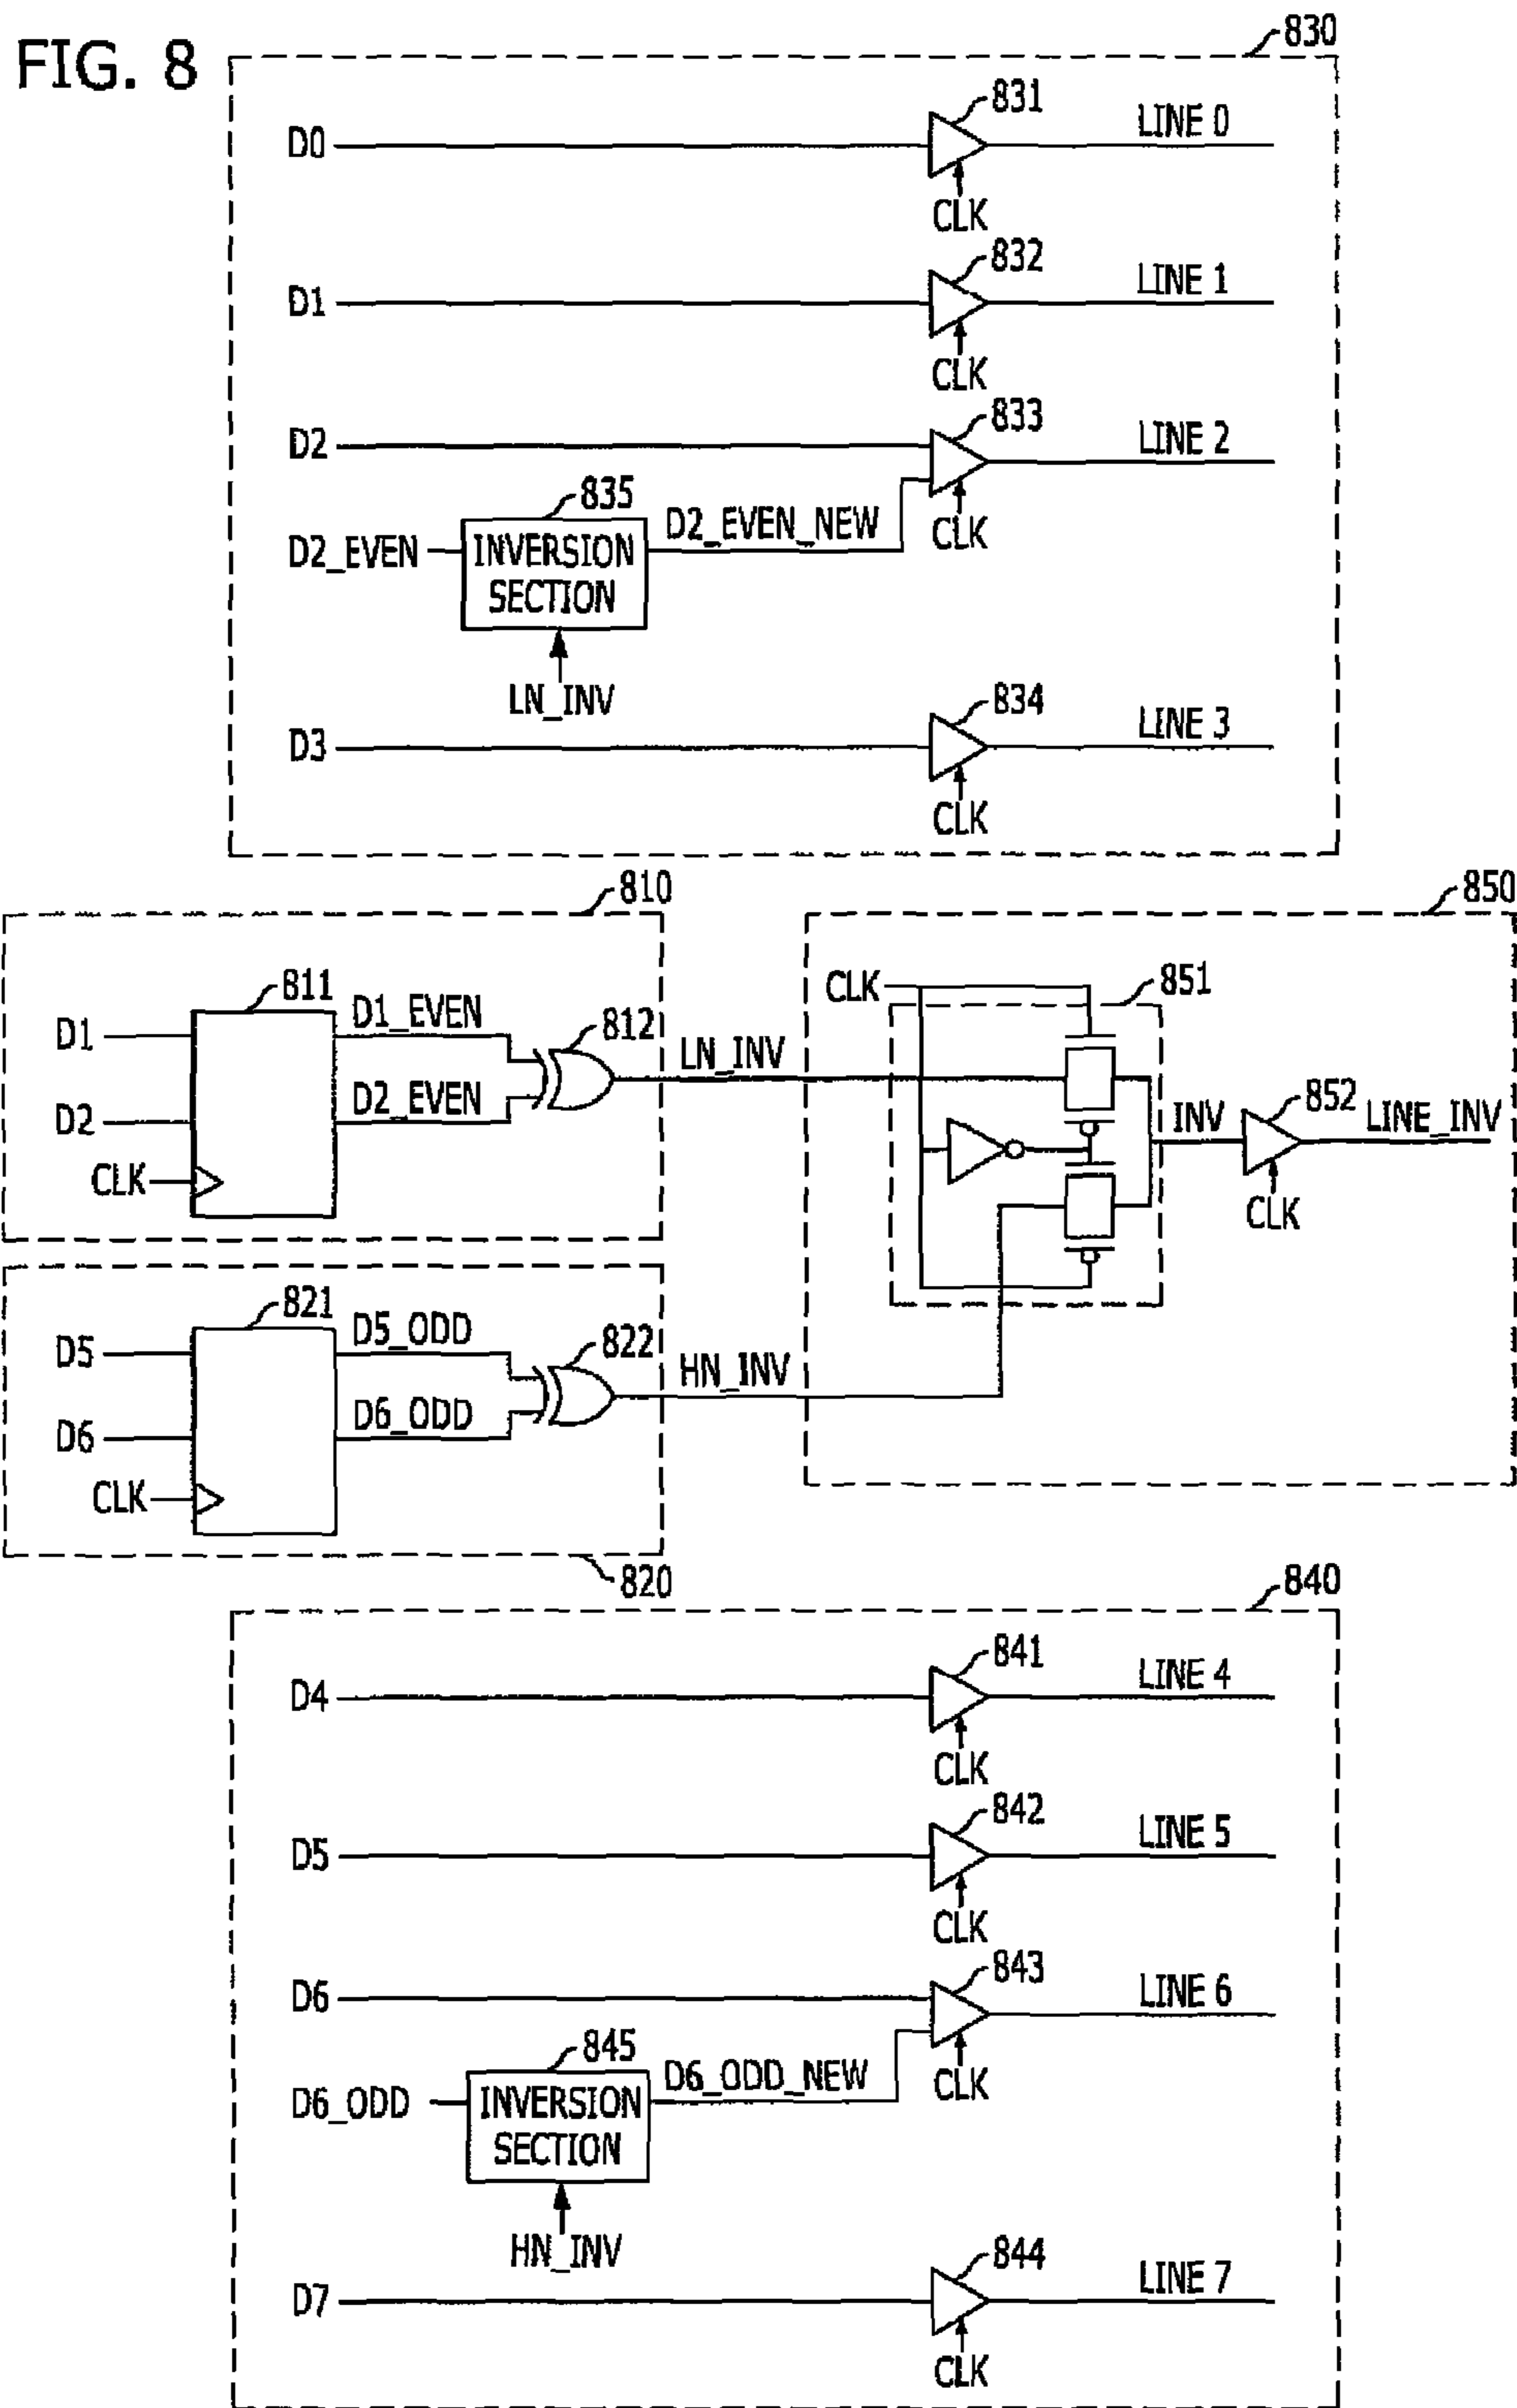 FIG. 8
830
D0
831
LINE 0
CLK
D1
832
LINE 1
CLK
D2
833
LINE 2
CLK
D2_EVEN
835
INVERSION
SECTION
D2_EVEN_NEW
LN_INV
D3
834
LINE 3
CLK
810
D1
D2
CLK
811
D1_EVEN
D2_EVEN
812
LN_INV
850
CLK
851
INV
852
LINE_INV
CLK
D5
D6
CLK
821
D5_ODD
D6_ODD
822
HN_INV
820
840
D4
841
LINE 4
CLK
D5
842
LINE 5
CLK
D6
843
LINE 6
CLK
D6_ODD
845
INVERSION
SECTION
D6_ODD_NEW
HN_INV
D7
844
LINE 7
CLK